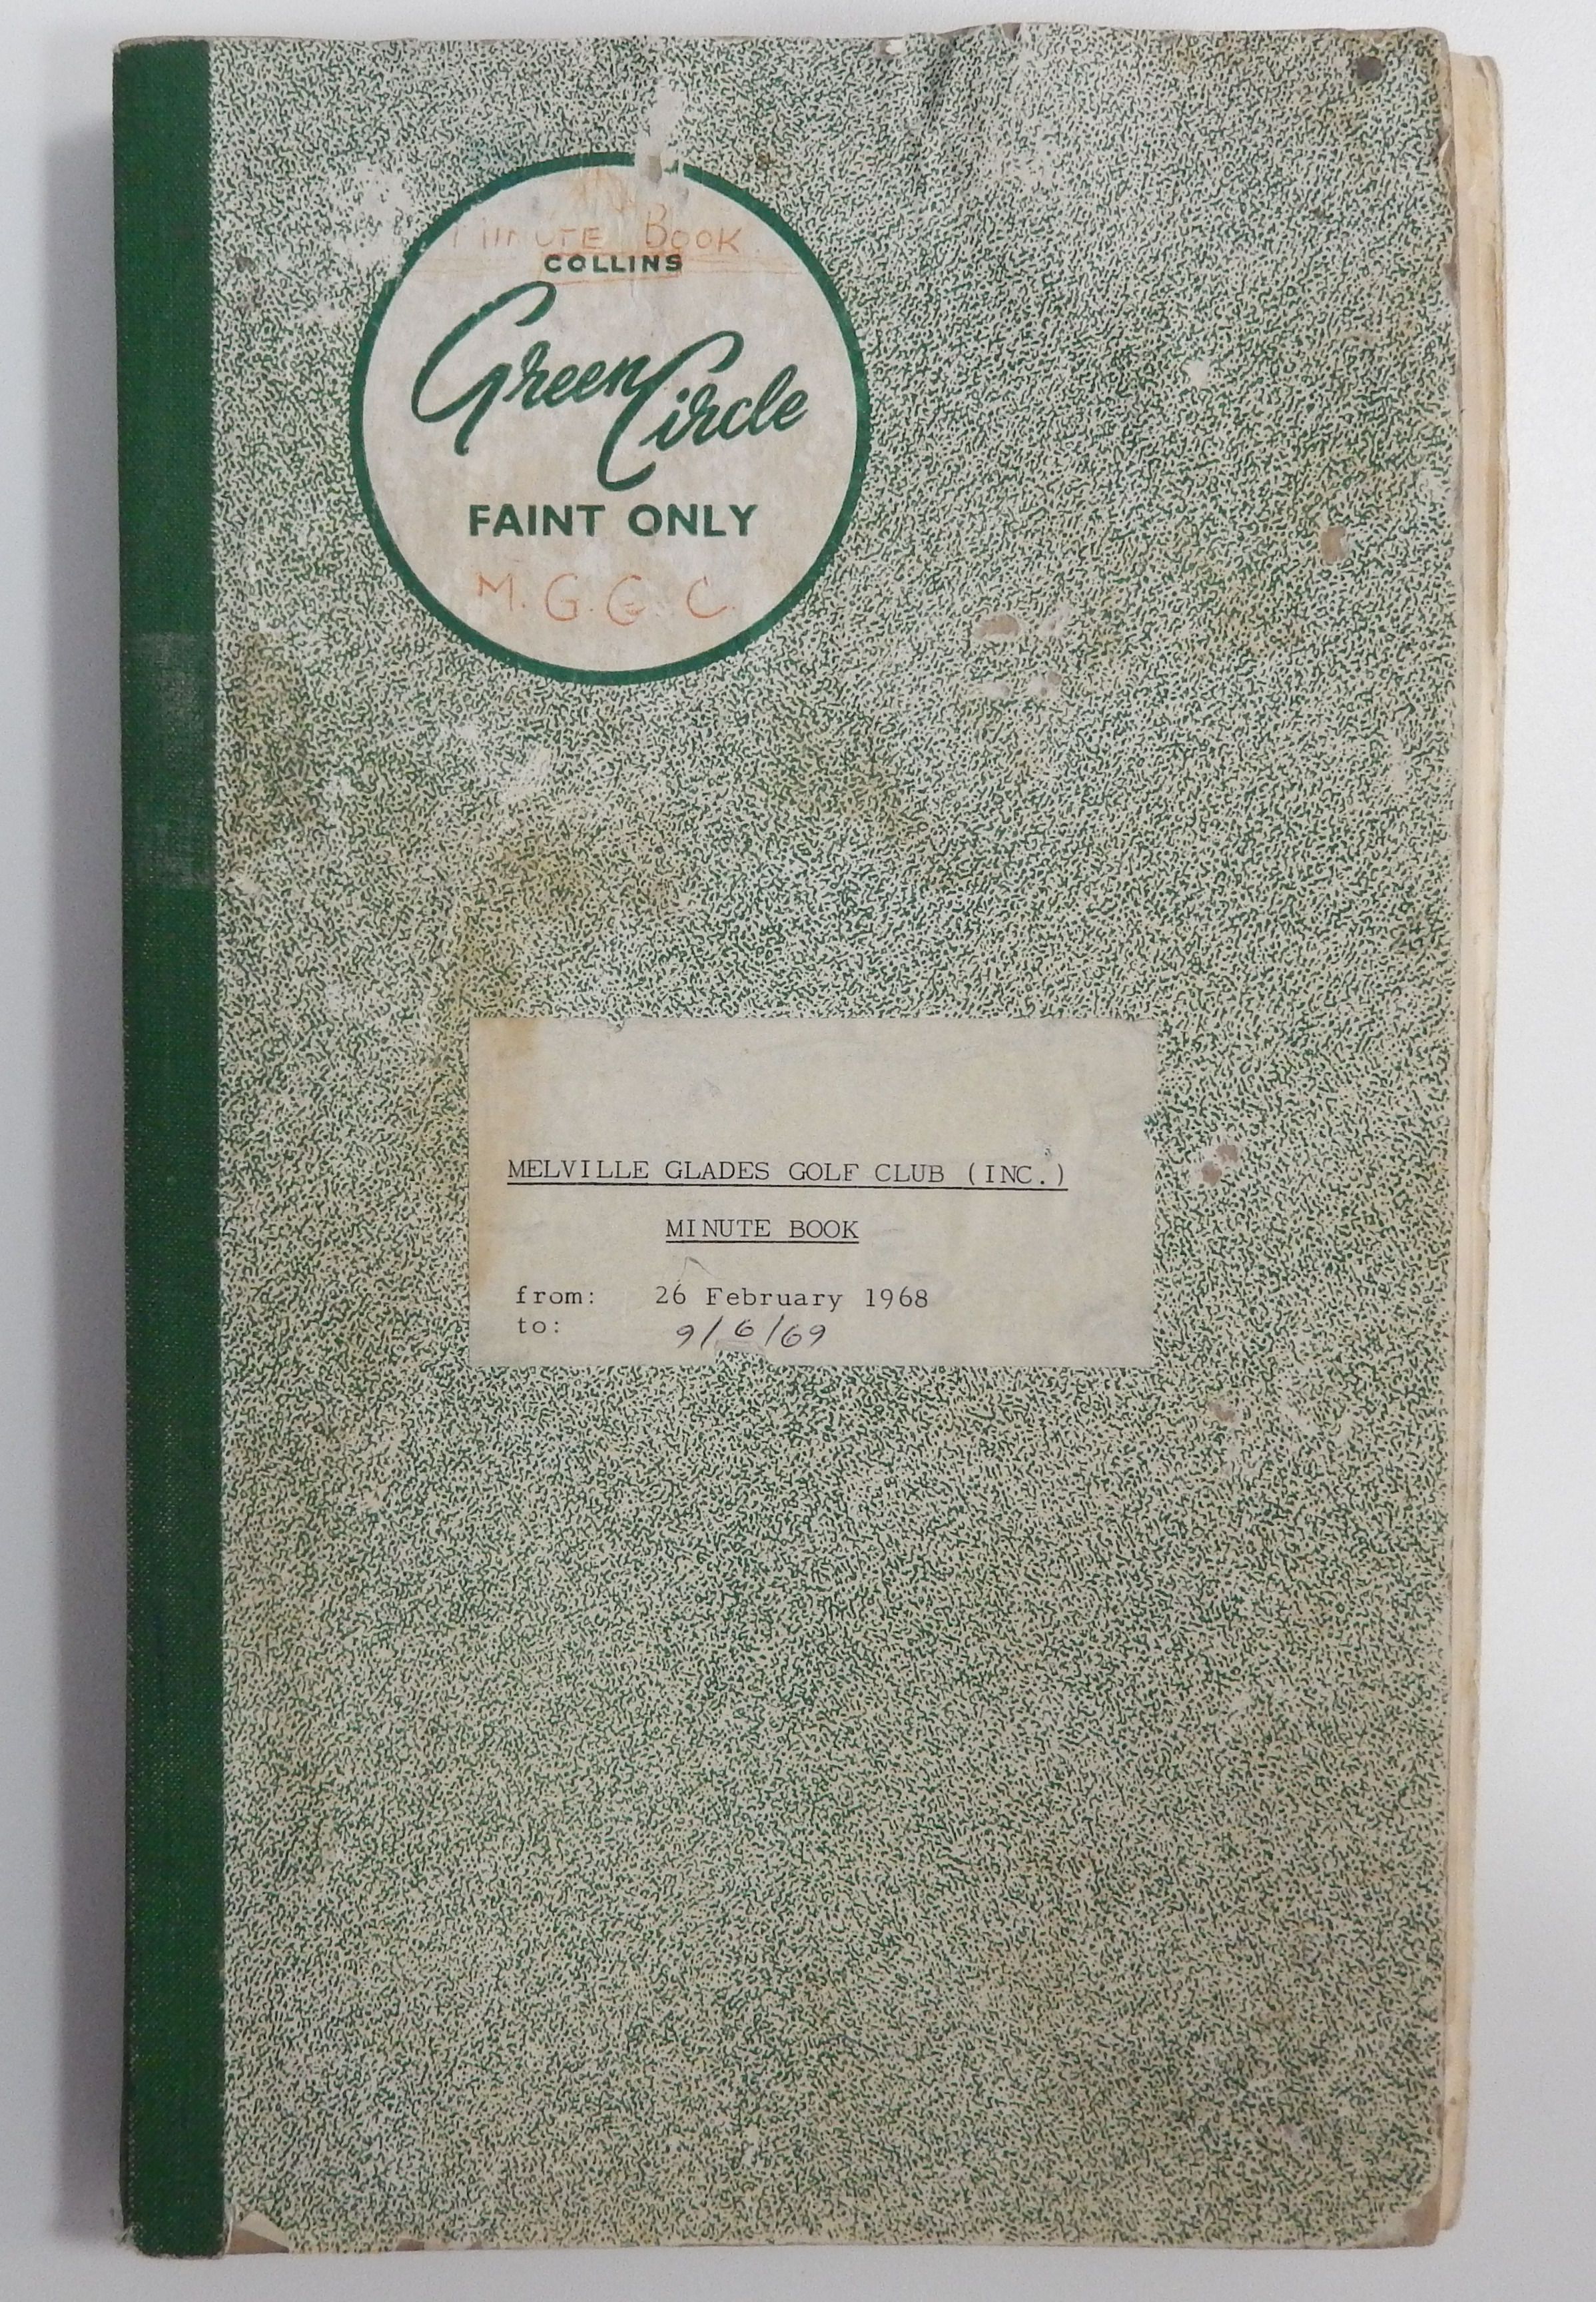 MINUTE BOOK
COLLINS
Green Circle
FAINT ONLY
M. G. G. C.
MELVILLE GLADES GOLF CLUB (INC.)
MINUTE BOOK
from: 26 February 1968
to: 9/6/69